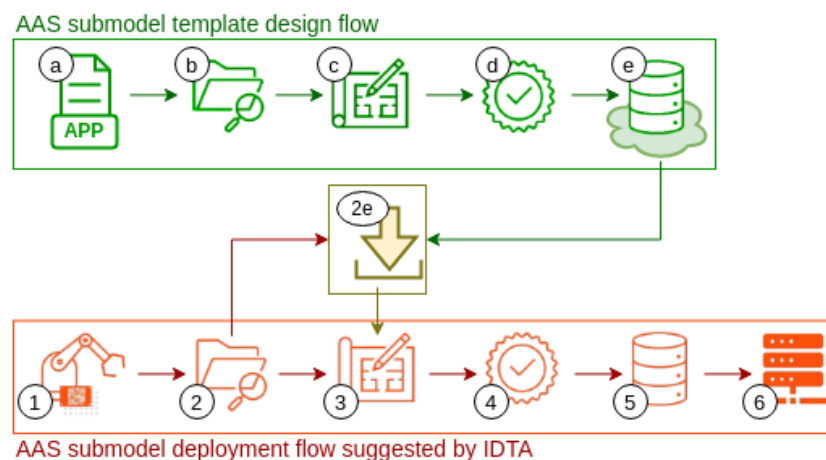 AAS submodel template design flow
a
b
c
d
e
APP
2e
1
2
3
4
5
6
AAS submodel deployment flow suggested by IDTA